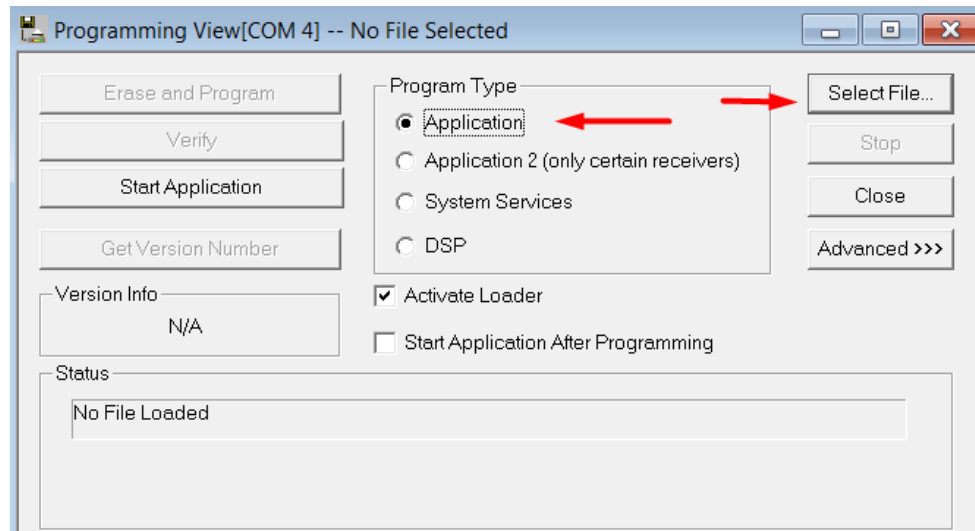 Programming View[COM 4] -- No File Selected
Erase and Program
Verify
Start Application
Get Version Number
Version Info
N/A
Program Type
Application
Application 2 (only certain receivers)
System Services
DSP
Activate Loader
Start Application After Programming
Select File...
Stop
Close
Advanced >>>
Status
No File Loaded